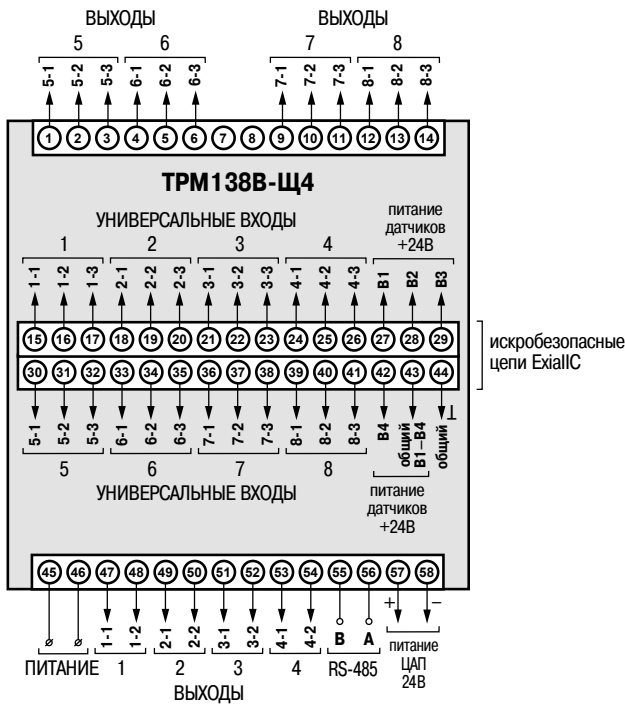 ВЫХОДЫ ВЫХОДЫ
5 6 7 8
5-1 5-2 5-3 6-1 6-2 6-3 7-1 7-2 7-3 8-1 8-2 8-3
1 2 3 4 5 6 7 8 9 10 11 12 13 14
ТРМ138В-Щ4
УНИВЕРСАЛЬНЫЕ ВХОДЫ
питание
датчиков
+24В
1 2 3 4
1-1 1-2 1-3 2-1 2-2 2-3 3-1 3-2 3-3 4-1 4-2 4-3 В1 В2 В3
15 16 17 18 19 20 21 22 23 24 25 26 27 28 29
30 31 32 33 34 35 36 37 38 39 40 41 42 43 44
искробезопасные
цепи ExiaIIC
5-1 5-2 5-3 6-1 6-2 6-3 7-1 7-2 7-3 8-1 8-2 8-3 В4 общий В1–В4 общий ⊥
5 6 7 8
УНИВЕРСАЛЬНЫЕ ВХОДЫ
питание
датчиков
+24В
45 46 47 48 49 50 51 52 53 54 55 56 57 58
+ –
1-1 1-2 2-1 2-2 3-1 3-2 4-1 4-2 В А
ПИТАНИЕ 1 2 3 4 RS-485
питание
ЦАП
24В
ВЫХОДЫ